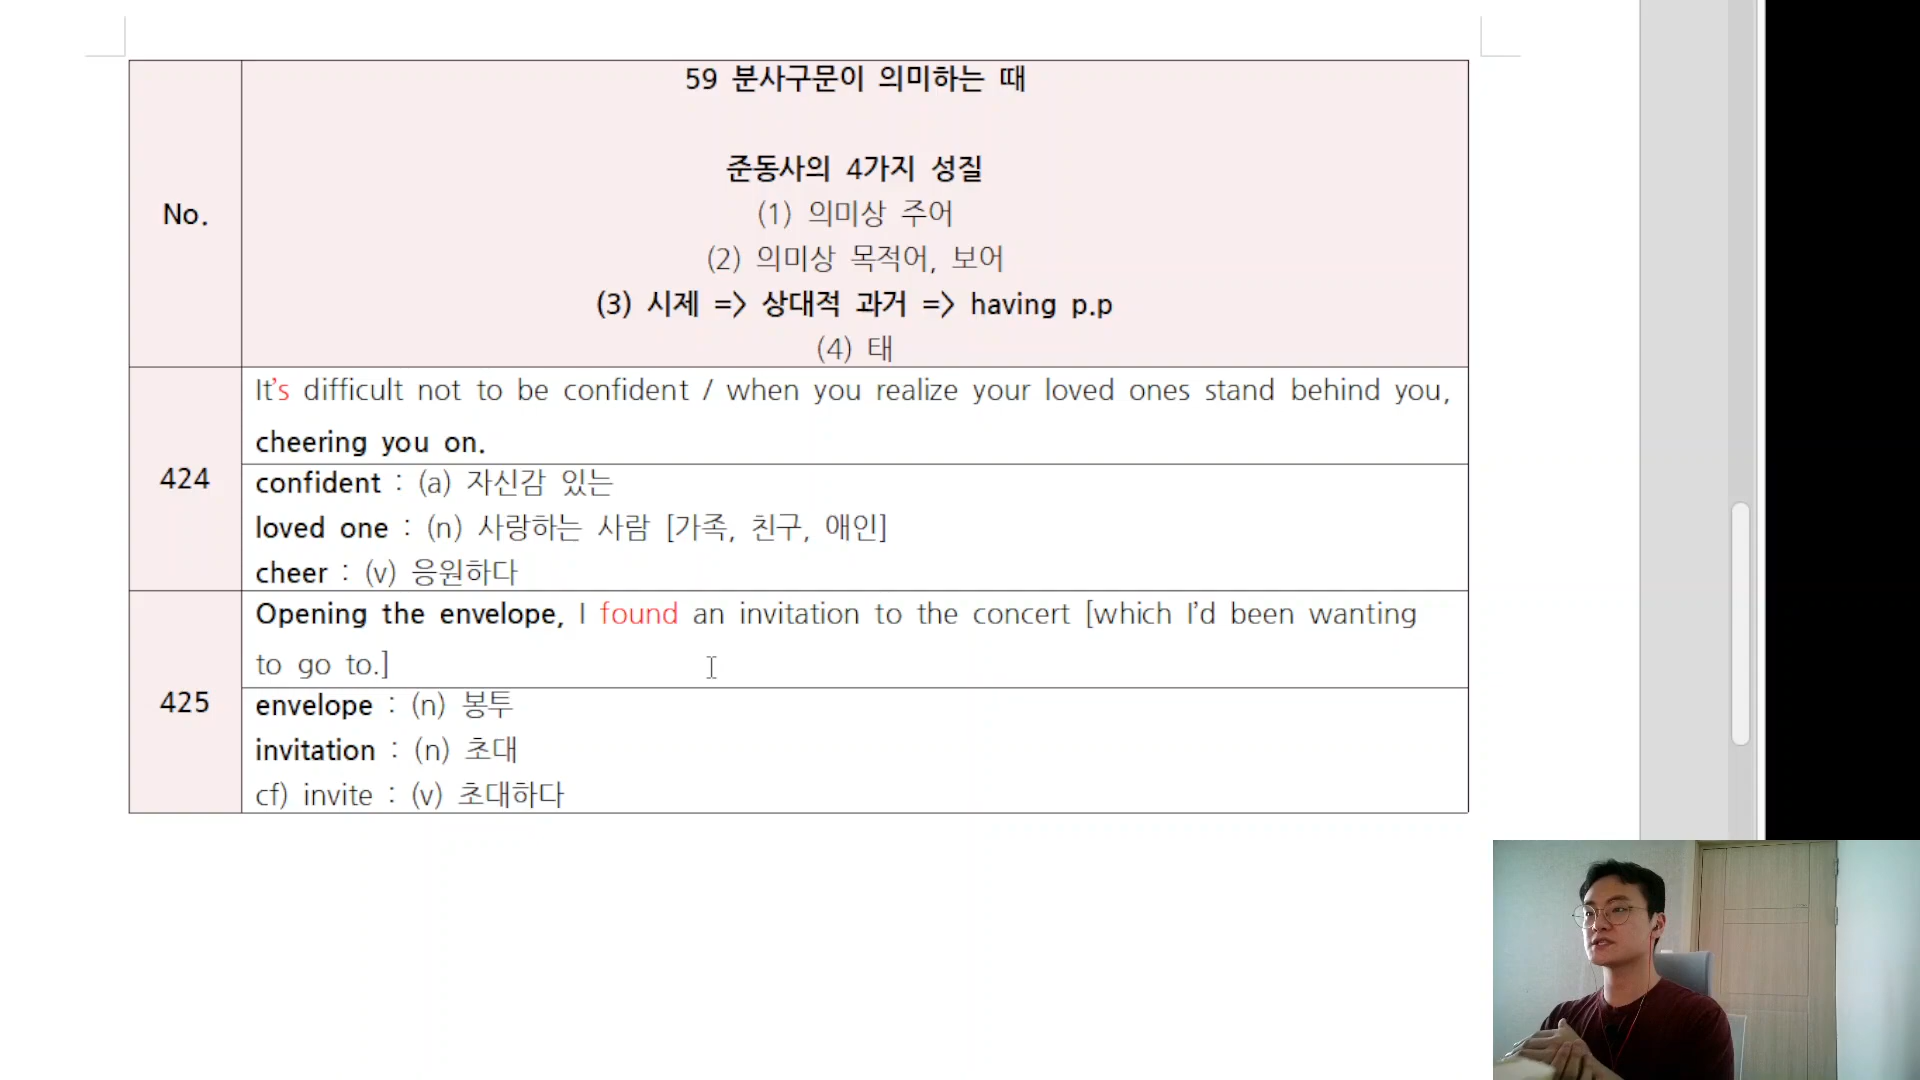 59 분사구문이 의미하는 때
준동사의 4가지 성질
No.
(1) 의미상 주어
(2) 의미상 목적어, 보어
(3) 시제 => 상대적 과거 => having p.p
(4) 태
It's difficult not to be confident / when you realize your loved ones stand behind you,
cheering you on.
424
confident : (a) 자신감 있는
loved one : (n) 사랑하는 사람 [가족, 친구, 애인]
cheer : (v) 응원하다
Opening the envelope, I found an invitation to the concert [which I'd been wanting
to go to.]
425
envelope : (n) 봉투
invitation : (n) 초대
cf) invite : (v) 초대하다